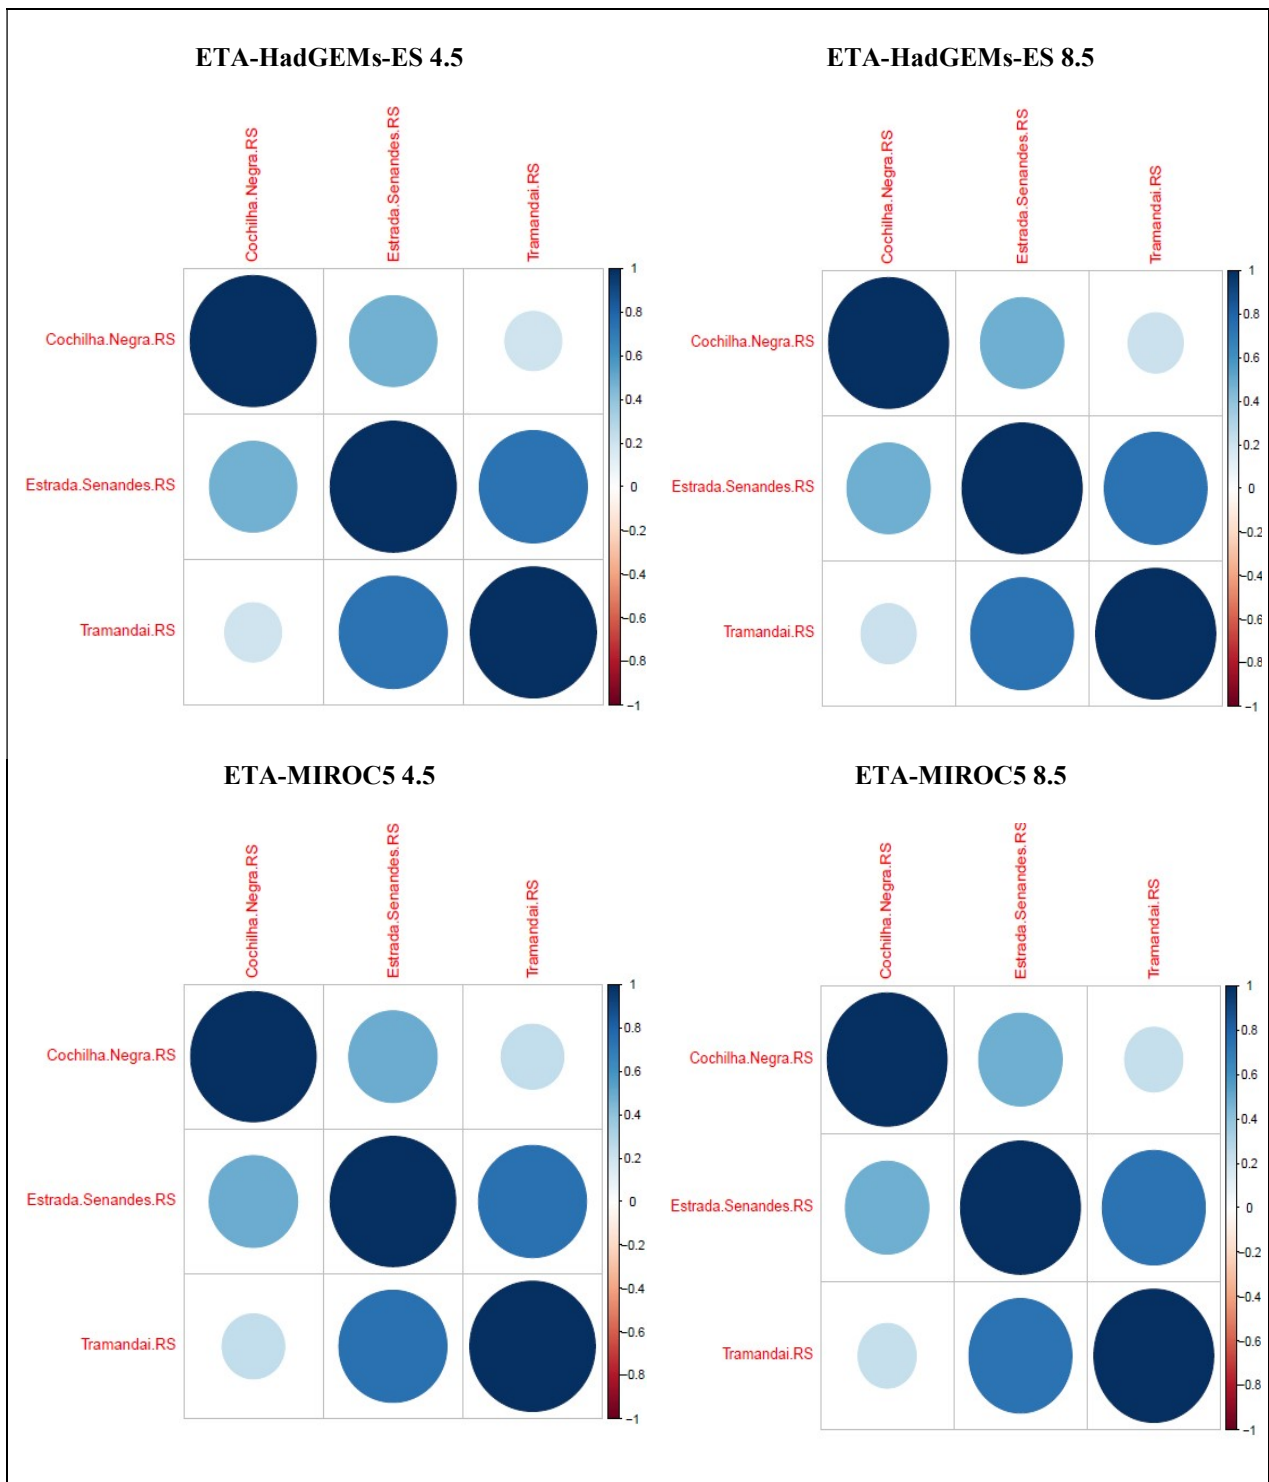 ETA-HadGEMs-ES 4.5
Cochilha.Negra.RS
Estrada.Senandes.RS
Tramandai.RS
Cochilha.Negra.RS
Estrada.Senandes.RS
Tramandai.RS
1
0.8
0.6
0.4
0.2
0
−0.2
−0.4
−0.6
−0.8
−1
ETA-HadGEMs-ES 8.5
Cochilha.Negra.RS
Estrada.Senandes.RS
Tramandai.RS
Cochilha.Negra.RS
Estrada.Senandes.RS
Tramandai.RS
1
0.8
0.6
0.4
0.2
0
−0.2
−0.4
−0.6
−0.8
−1
ETA-MIROC5 4.5
Cochilha.Negra.RS
Estrada.Senandes.RS
Tramandai.RS
Cochilha.Negra.RS
Estrada.Senandes.RS
Tramandai.RS
1
0.8
0.6
0.4
0.2
0
−0.2
−0.4
−0.6
−0.8
−1
ETA-MIROC5 8.5
Cochilha.Negra.RS
Estrada.Senandes.RS
Tramandai.RS
Cochilha.Negra.RS
Estrada.Senandes.RS
Tramandai.RS
1
0.8
0.6
0.4
0.2
0
−0.2
−0.4
−0.6
−0.8
−1